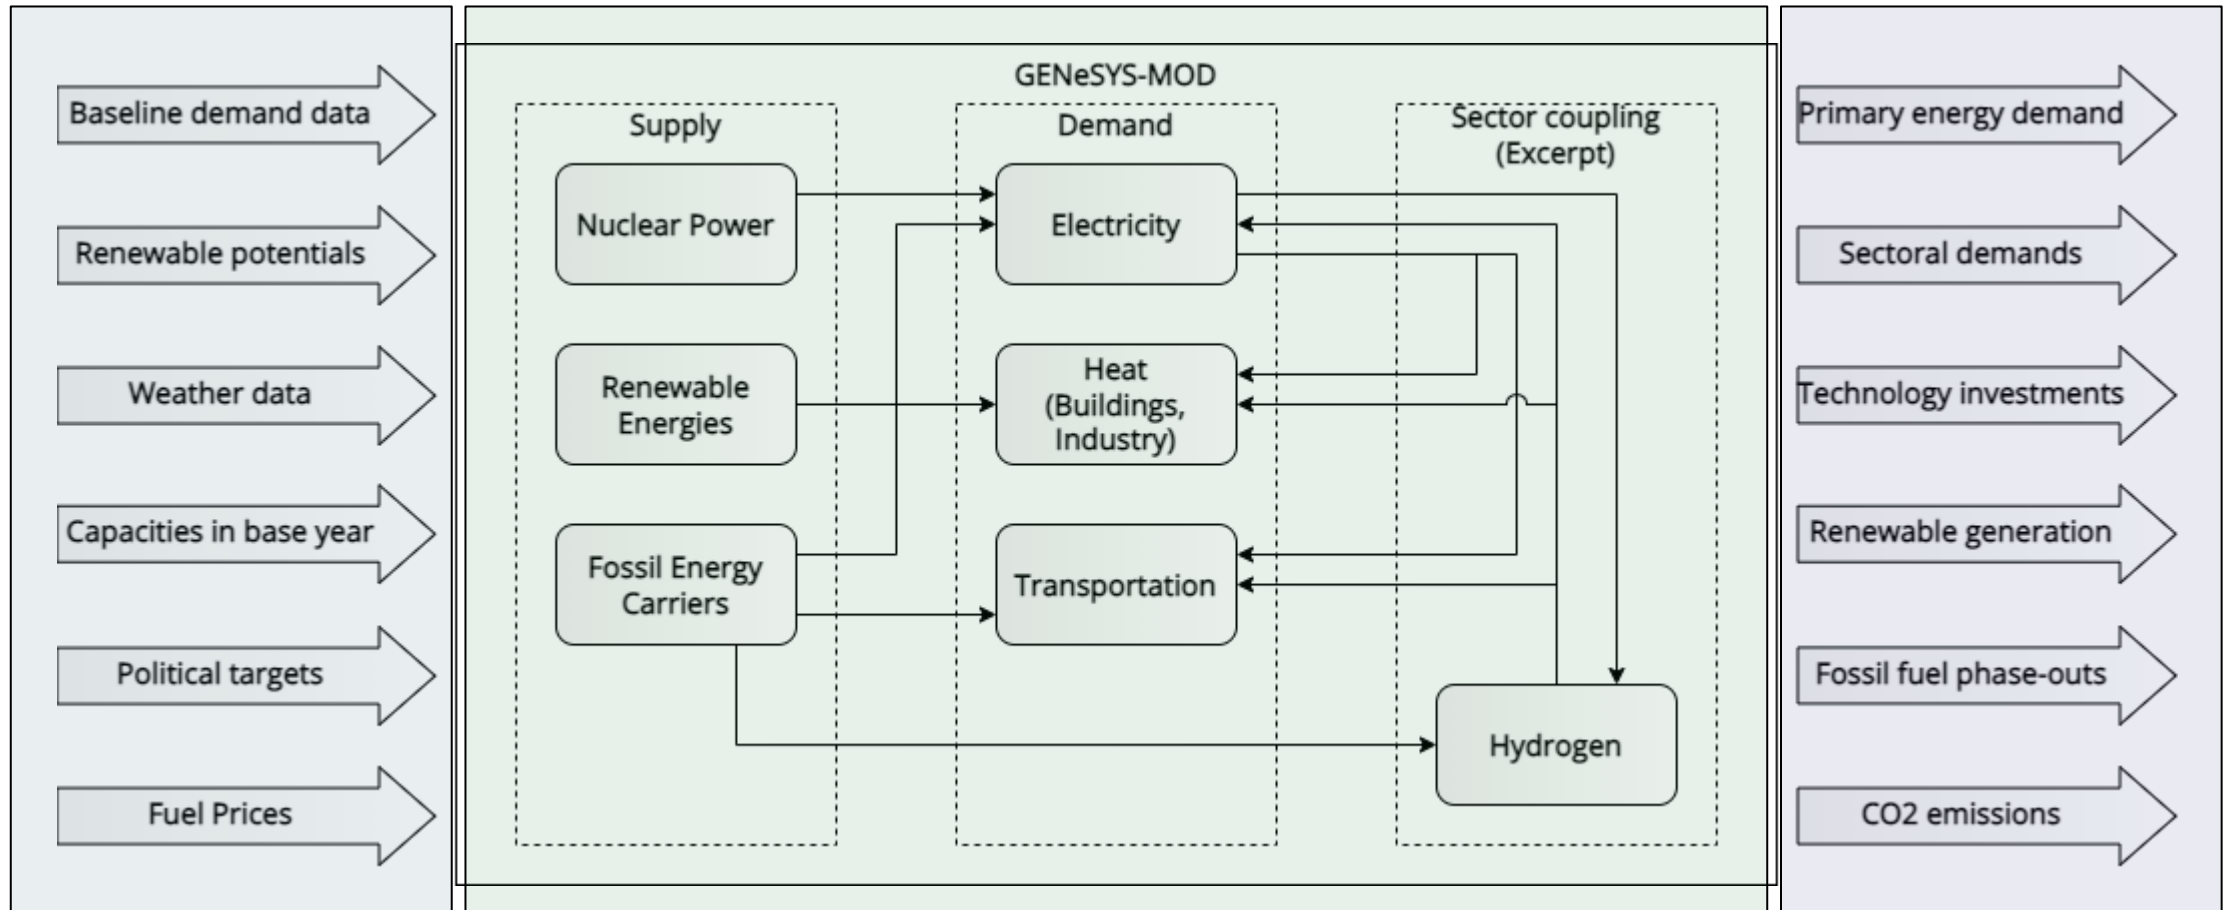 Baseline demand data
Renewable potentials
Weather data
Capacities in base year
Political targets
Fuel Prices
GENeSYS-MOD
Supply
Nuclear Power
Renewable
Energies
Fossil Energy
Carriers
Demand
Electricity
Heat
(Buildings,
Industry)
Transportation
Sector coupling
(Excerpt)
Hydrogen
Primary energy demand
Sectoral demands
Technology investments
Renewable generation
Fossil fuel phase-outs
CO2 emissions